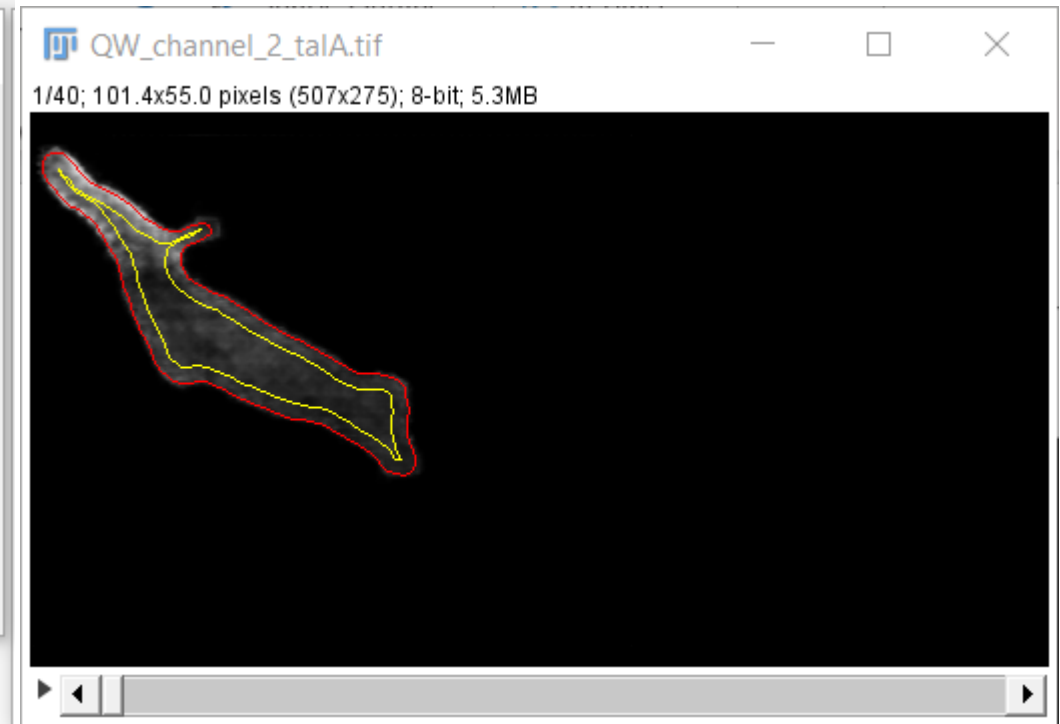 QW_channel_2_talA.tif
1/40; 101.4x55.0 pixels (507x275); 8-bit; 5.3MB